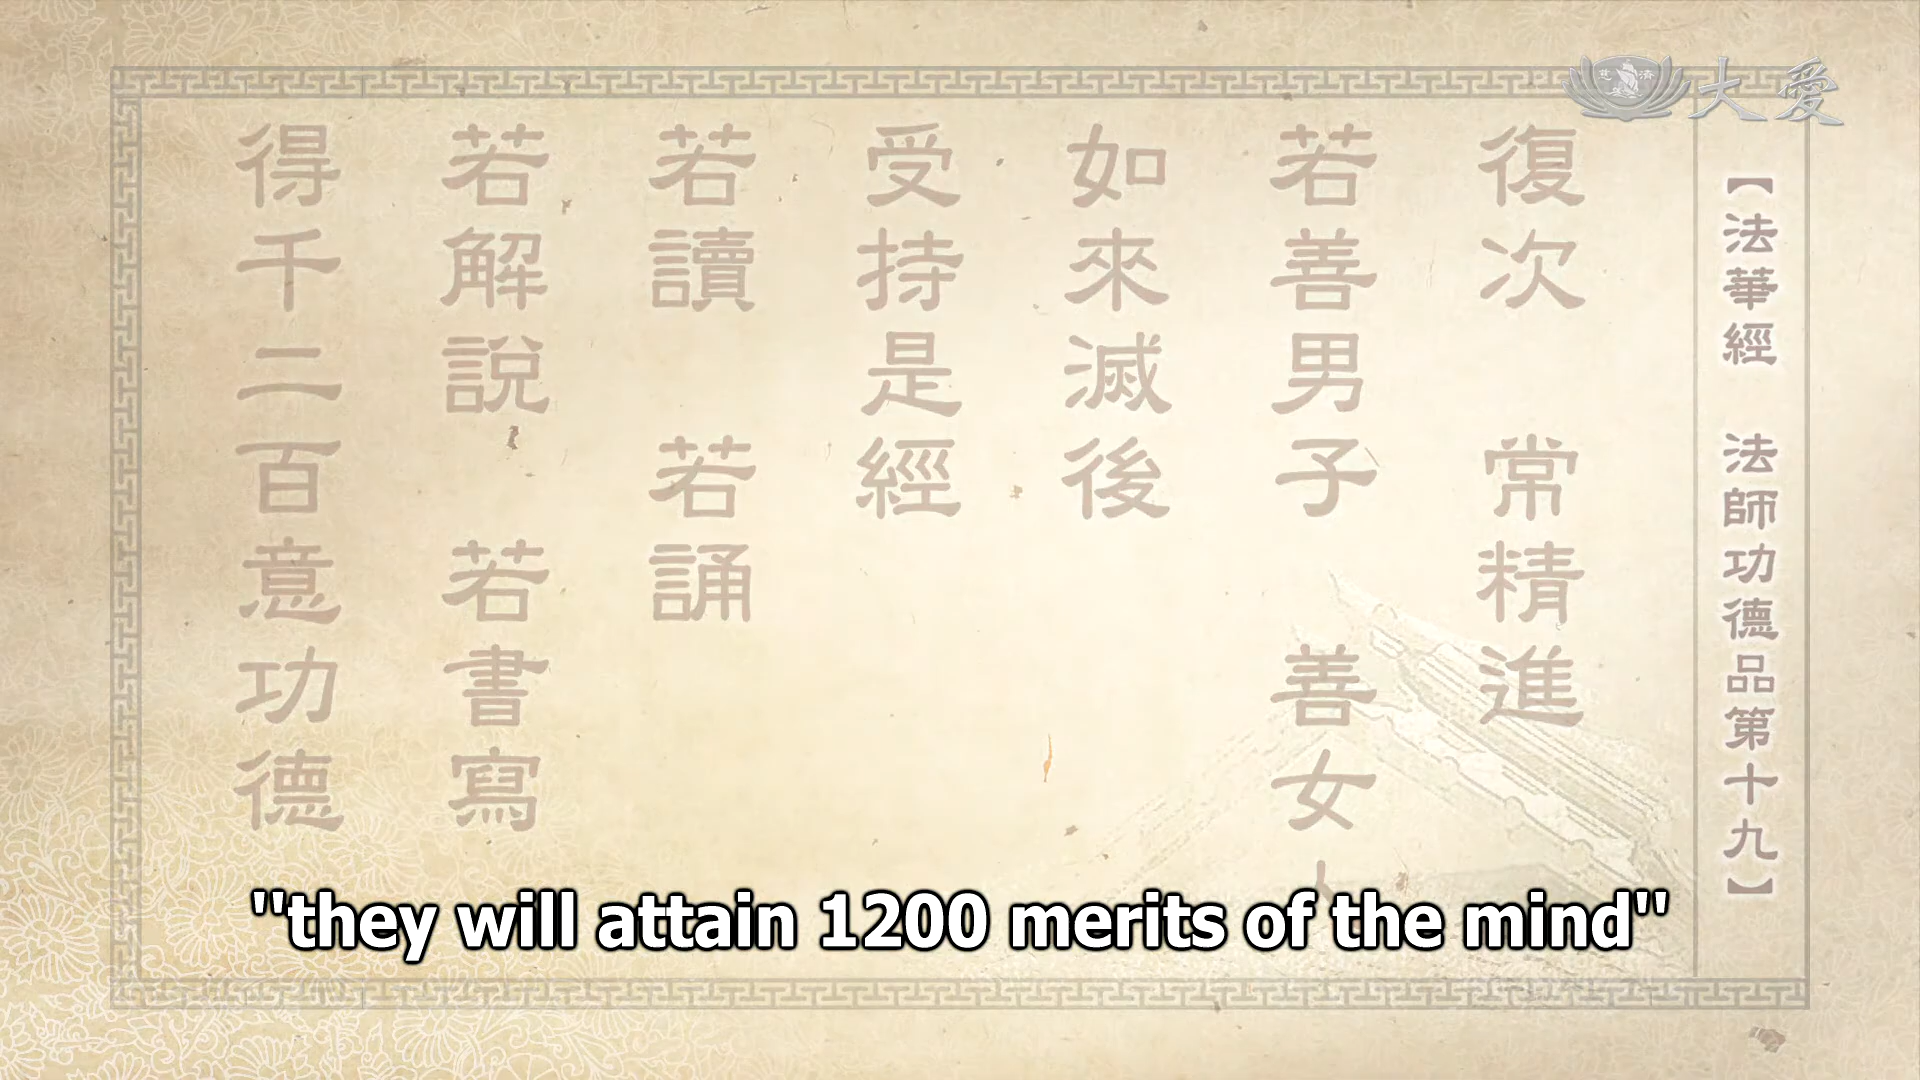 大愛
慈濟
【法華經 法師功德品第十九】
復次 常精進
若善男子 善女人
如來滅後
受持是經
若讀 若誦
若解說 若書寫
得千二百意功德
"they will attain 1200 merits of the mind"